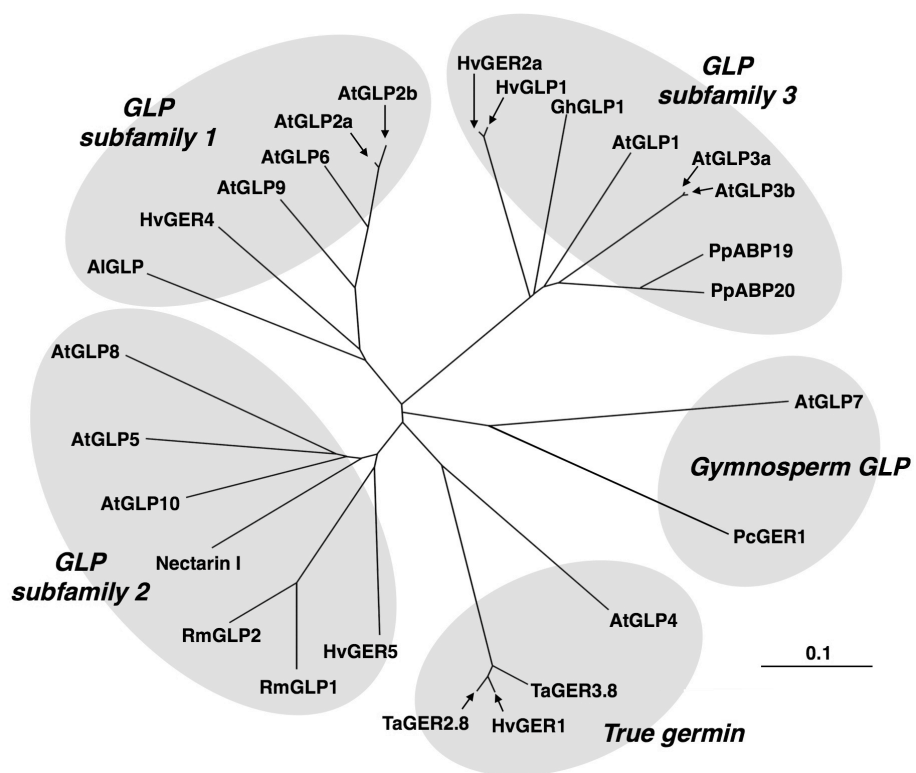 GLP
subfamily 1
AtGLP2b
AtGLP2a
AtGLP6
AtGLP9
HvGER4
AlGLP
HvGER2a
HvGLP1
GhGLP1
GLP
subfamily 3
AtGLP1
AtGLP3a
AtGLP3b
PpABP19
PpABP20
AtGLP8
AtGLP5
AtGLP10
Nectarin I
GLP
subfamily 2
RmGLP2
RmGLP1
HvGER5
AtGLP7
Gymnosperm GLP
PcGER1
AtGLP4
TaGER3.8
TaGER2.8
HvGER1
True germin
0.1